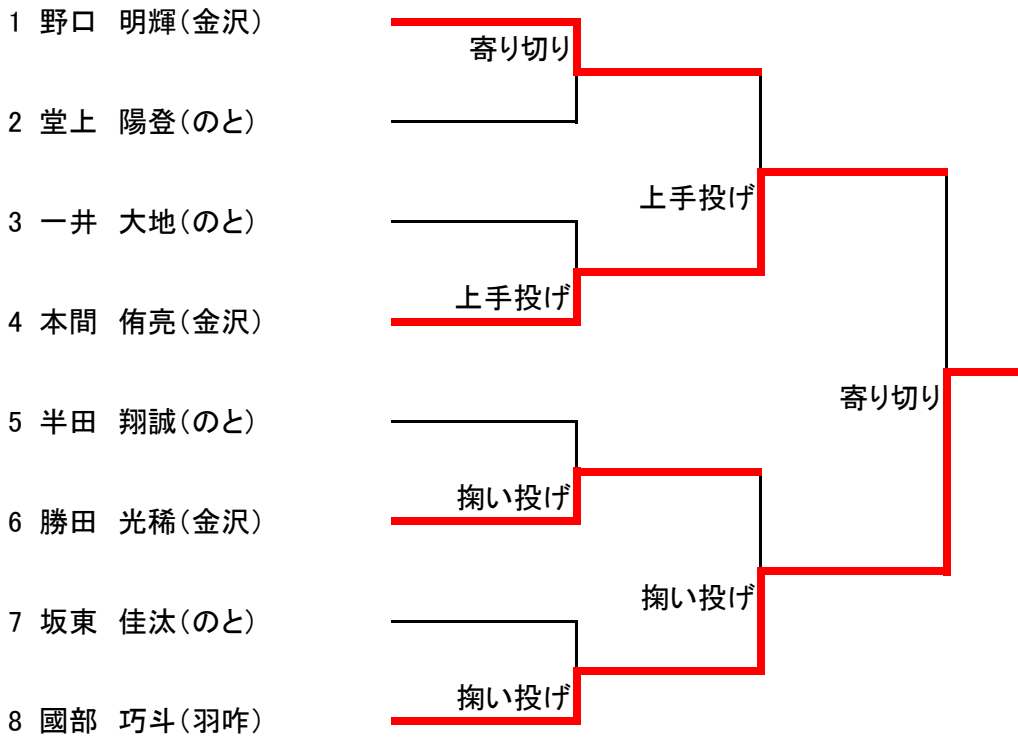 1 野口 明輝(金沢)
寄り切り
2 堂上 陽登(のと)
上手投げ
3 一井 大地(のと)
上手投げ
4 本間 侑亮(金沢)
寄り切り
5 半田 翔誠(のと)
掬い投げ
6 勝田 光稀(金沢)
掬い投げ
7 坂東 佳汰(のと)
掬い投げ
8 國部 巧斗(羽咋)